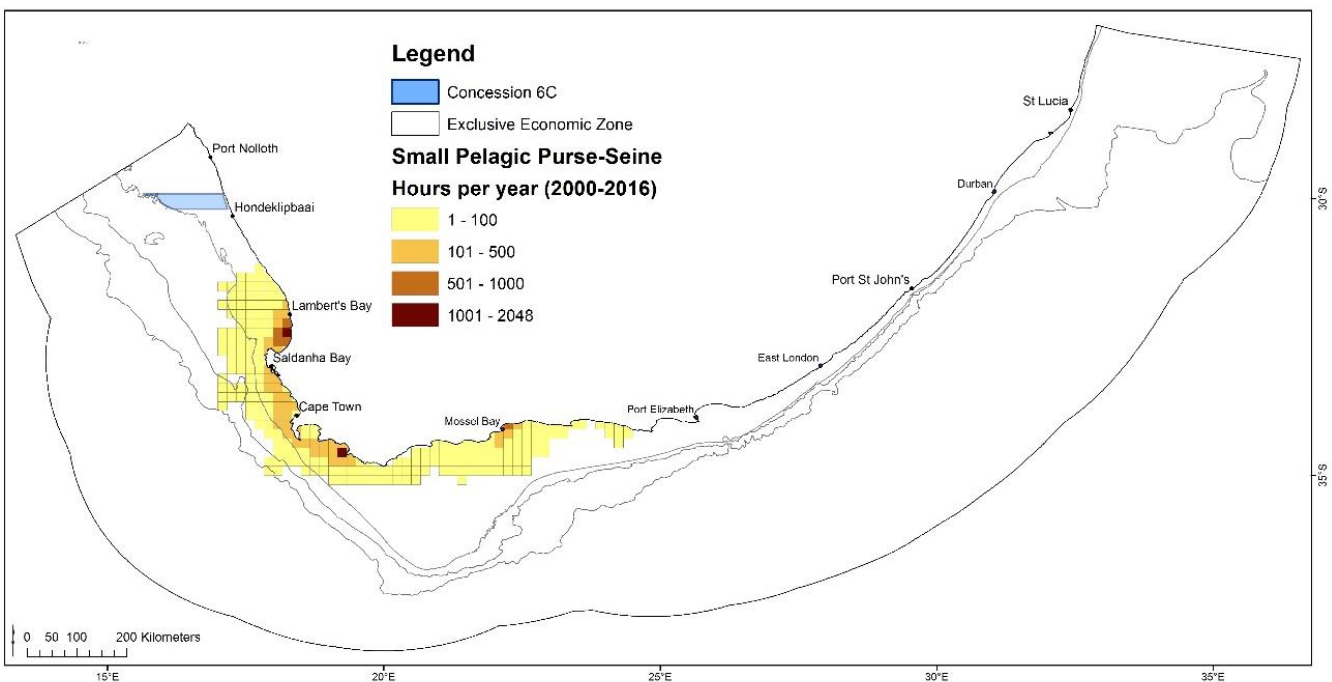 Legend
Concession 6C
Exclusive Economic Zone
Small Pelagic Purse-Seine
Hours per year (2000-2016)
1 - 100
101 - 500
501 - 1000
1001 - 2048
St Lucia
Port Nolloth
Durban
Hondeklipbaai
30°S
Port St John's
Lambert's Bay
East London
Saldanha Bay
Cape Town
Port Elizabeth
Mossel Bay
35°S
0 50 100 200 Kilometers
15°E 20°E 25°E 30°E 35°E